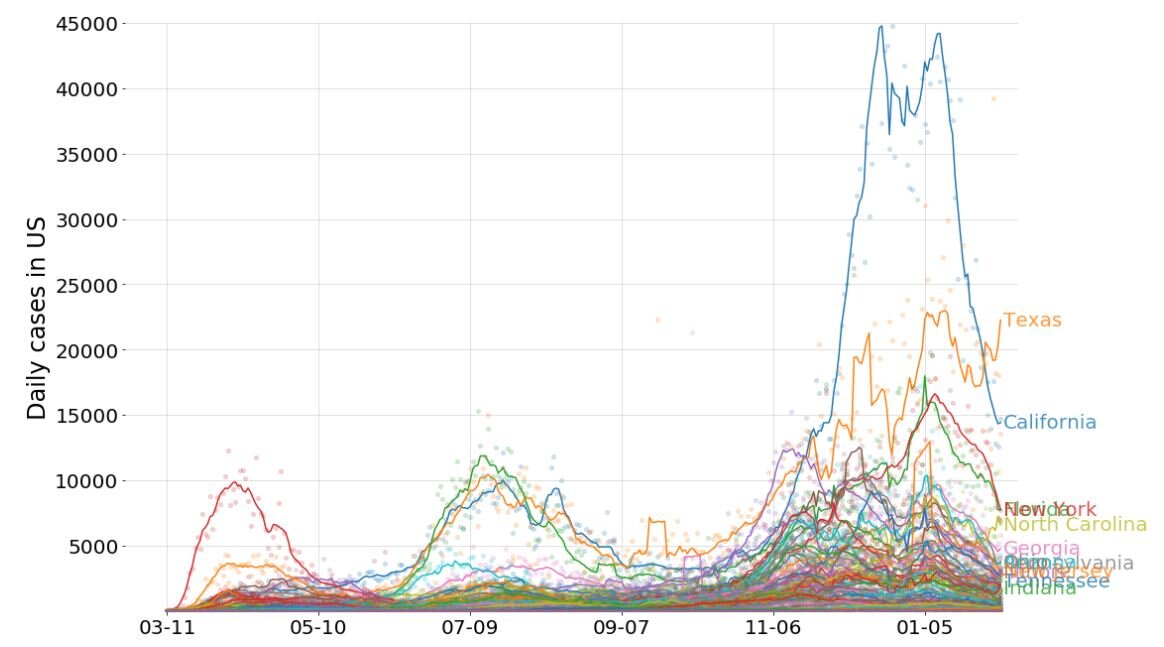 45000
40000
35000
30000
25000
20000
15000
10000
5000
Daily cases in US
Texas
California
New York
North Carolina
Georgia
Tennessee
Indiana
03-11
05-10
07-09
09-07
11-06
01-05